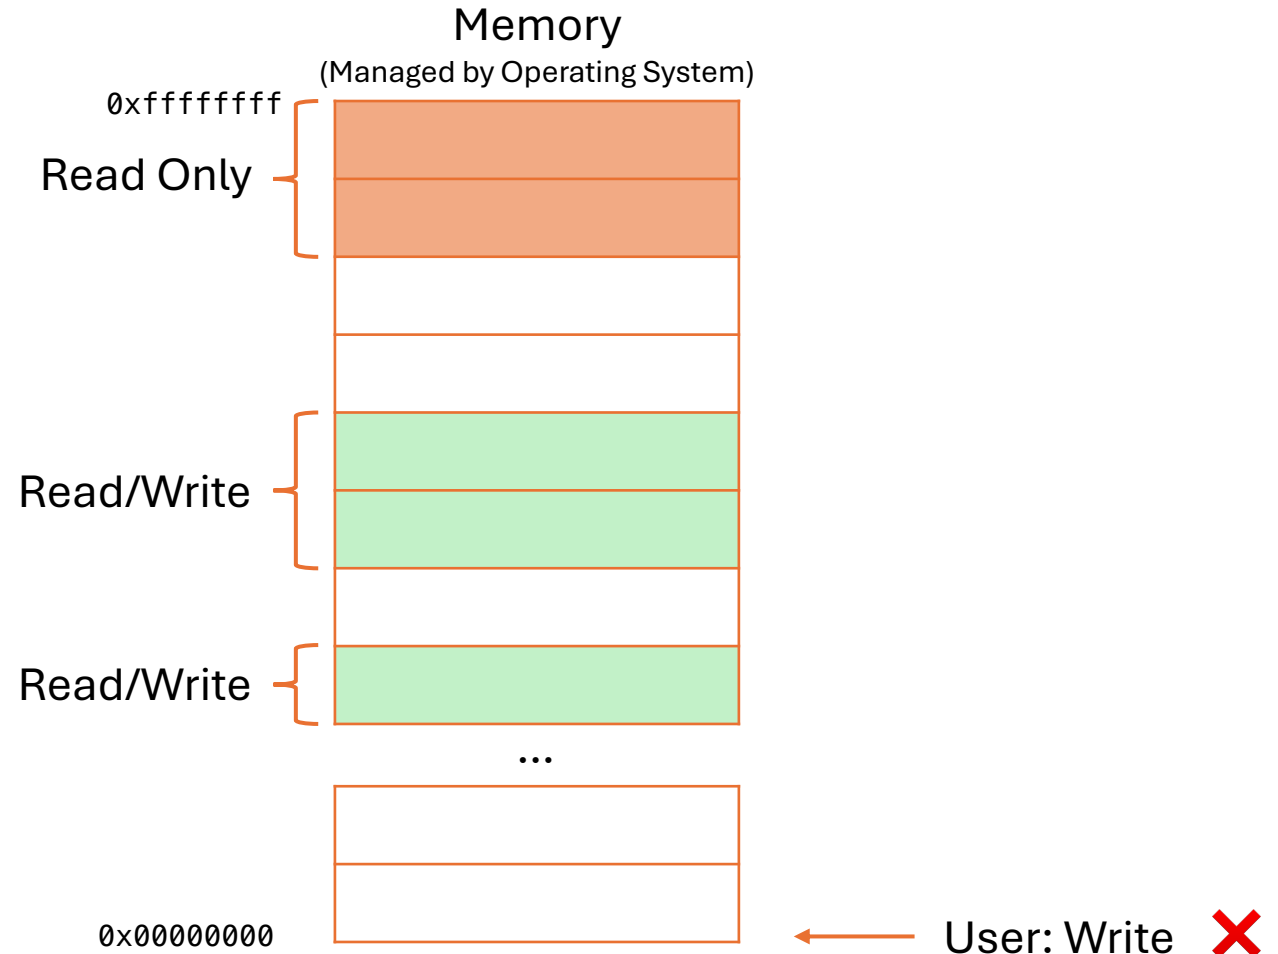 Memory
(Managed by Operating System)
0xffffffff
Read Only
Read/Write
Read/Write
...
0x00000000
User: Write